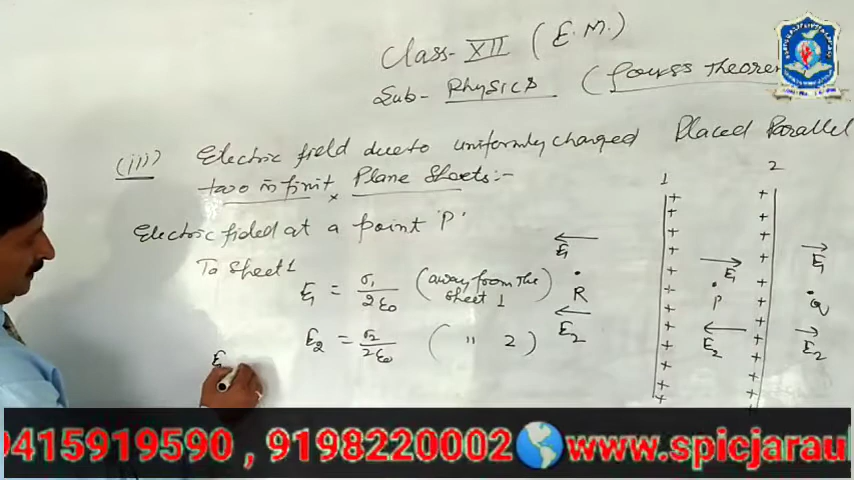 Class- XII (E.M.)
Sub- Physics (Gauss Theorem
(iii) Electric field due to uniformly charged Placed Parallel
two infinit x Plane Sheets:-
Electric fided at a point 'P'
To Sheet 1
E₁ = σ₁/2ε₀ (away from the sheet 1)
E₂ = σ₂/2ε₀ ( " 2 )
E₁
1 2
E₁ E₁ E₁
R P Q
E₂ E₂ E₂
9415919590 , 9198220002 www.spicjarau